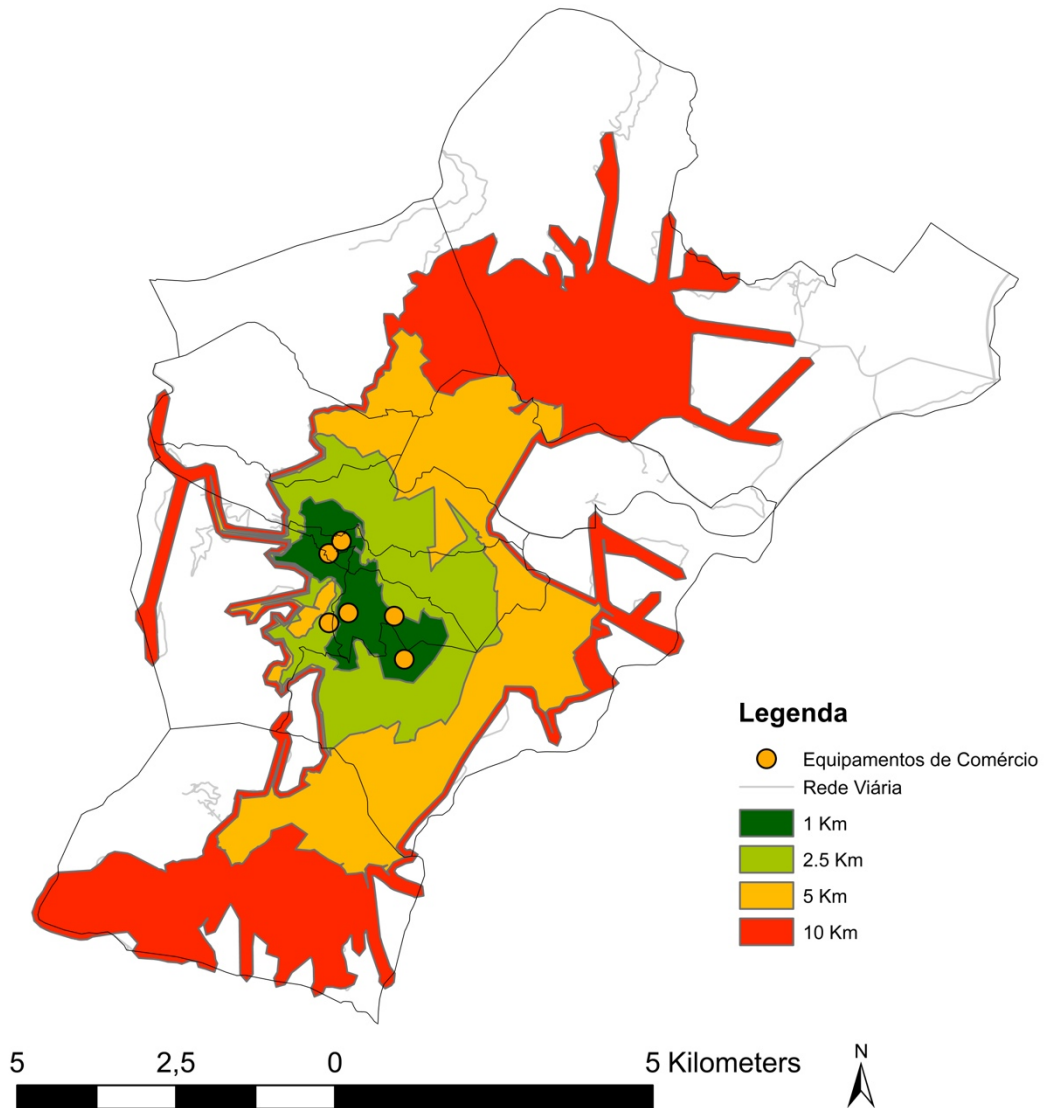 Legenda
Equipamentos de Comércio
Rede Viária
1 Km
2.5 Km
5 Km
10 Km
5 2,5 0 5 Kilometers
N